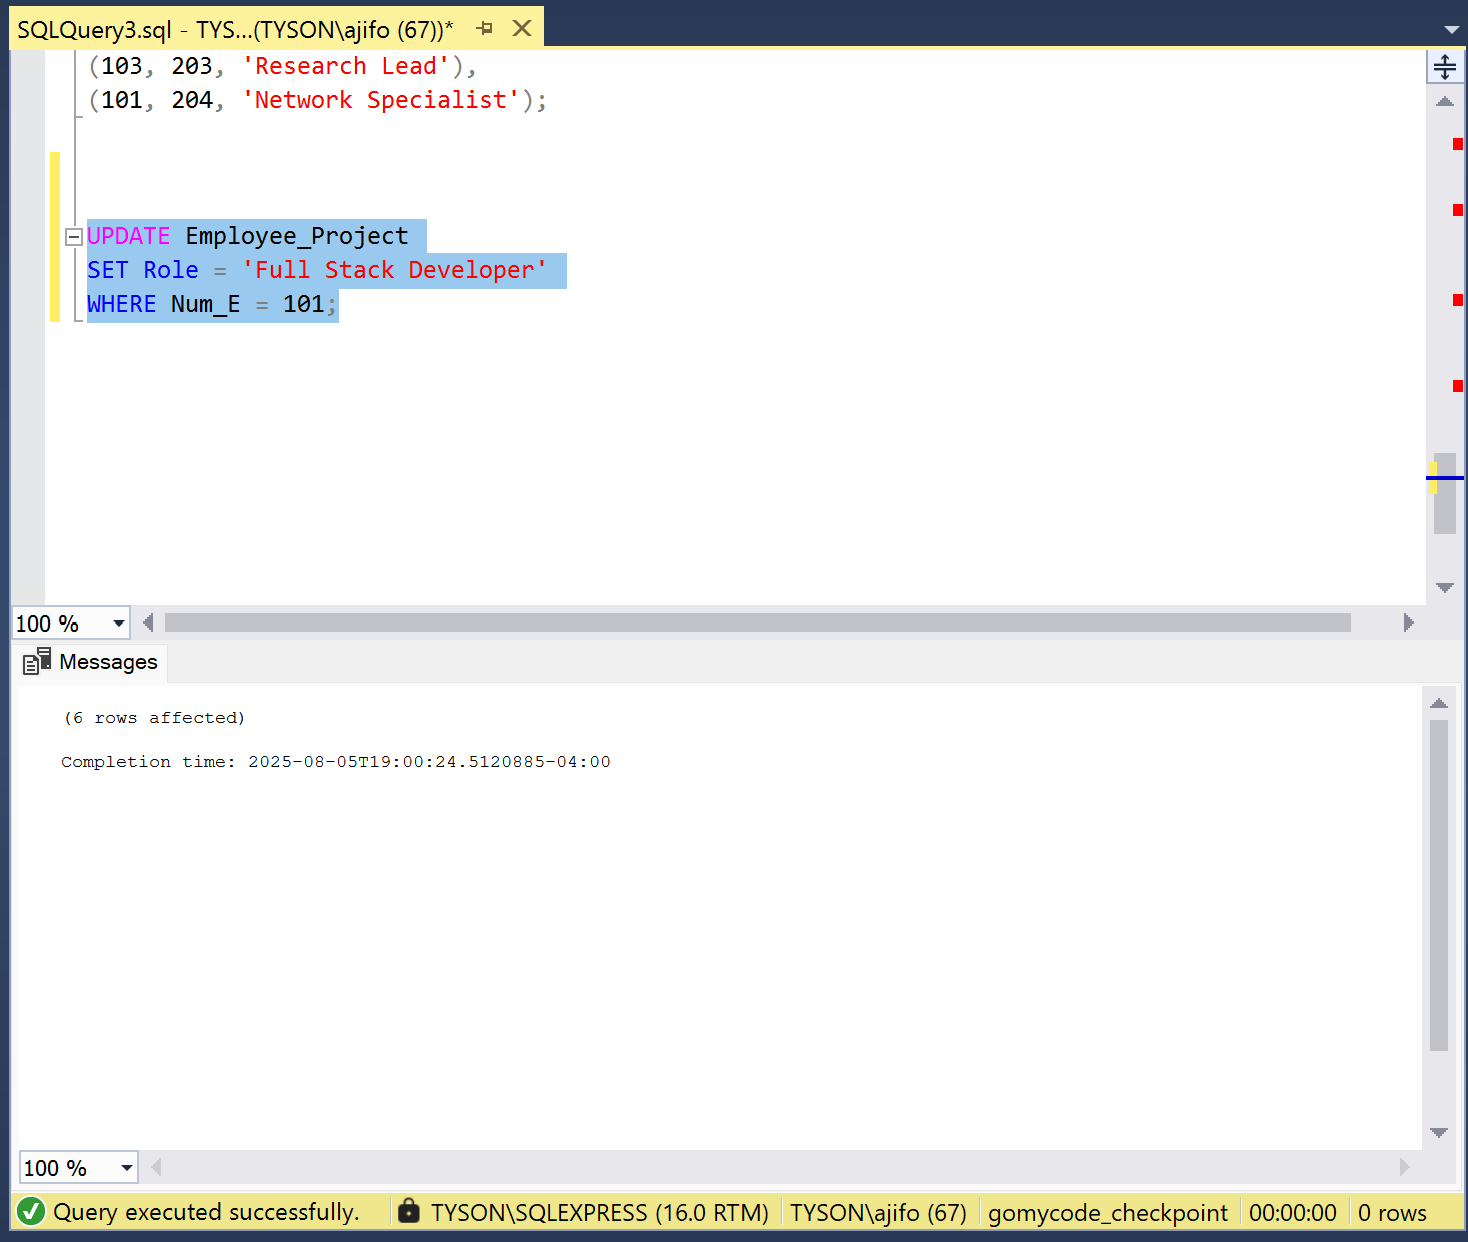 SQLQuery3.sql - TYS...(TYSON\ajifo (67))*
(103, 203, 'Research Lead'),
(101, 204, 'Network Specialist');
UPDATE Employee_Project
SET Role = 'Full Stack Developer'
WHERE Num_E = 101;
100 %
Messages
(6 rows affected)
Completion time: 2025-08-05T19:00:24.5120885-04:00
100 %
Query executed successfully. TYSON\SQLEXPRESS (16.0 RTM) TYSON\ajifo (67) gomycode_checkpoint 00:00:00 0 rows